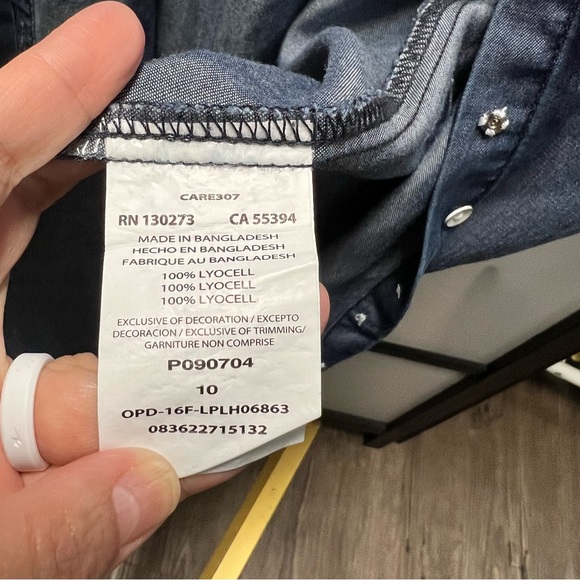 CARE307
RN 130273 CA 55394
MADE IN BANGLADESH
HECHO EN BANGLADESH
FABRIQUE AU BANGLADESH
100% LYOCELL
100% LYOCELL
100% LYOCELL
EXCLUSIVE OF DECORATION / EXCEPTO
DECORACION / EXCLUSIVE OF TRIMMING/
GARNITURE NON COMPRISE
P090704
10
OPD-16F-LPLH06863
083622715132